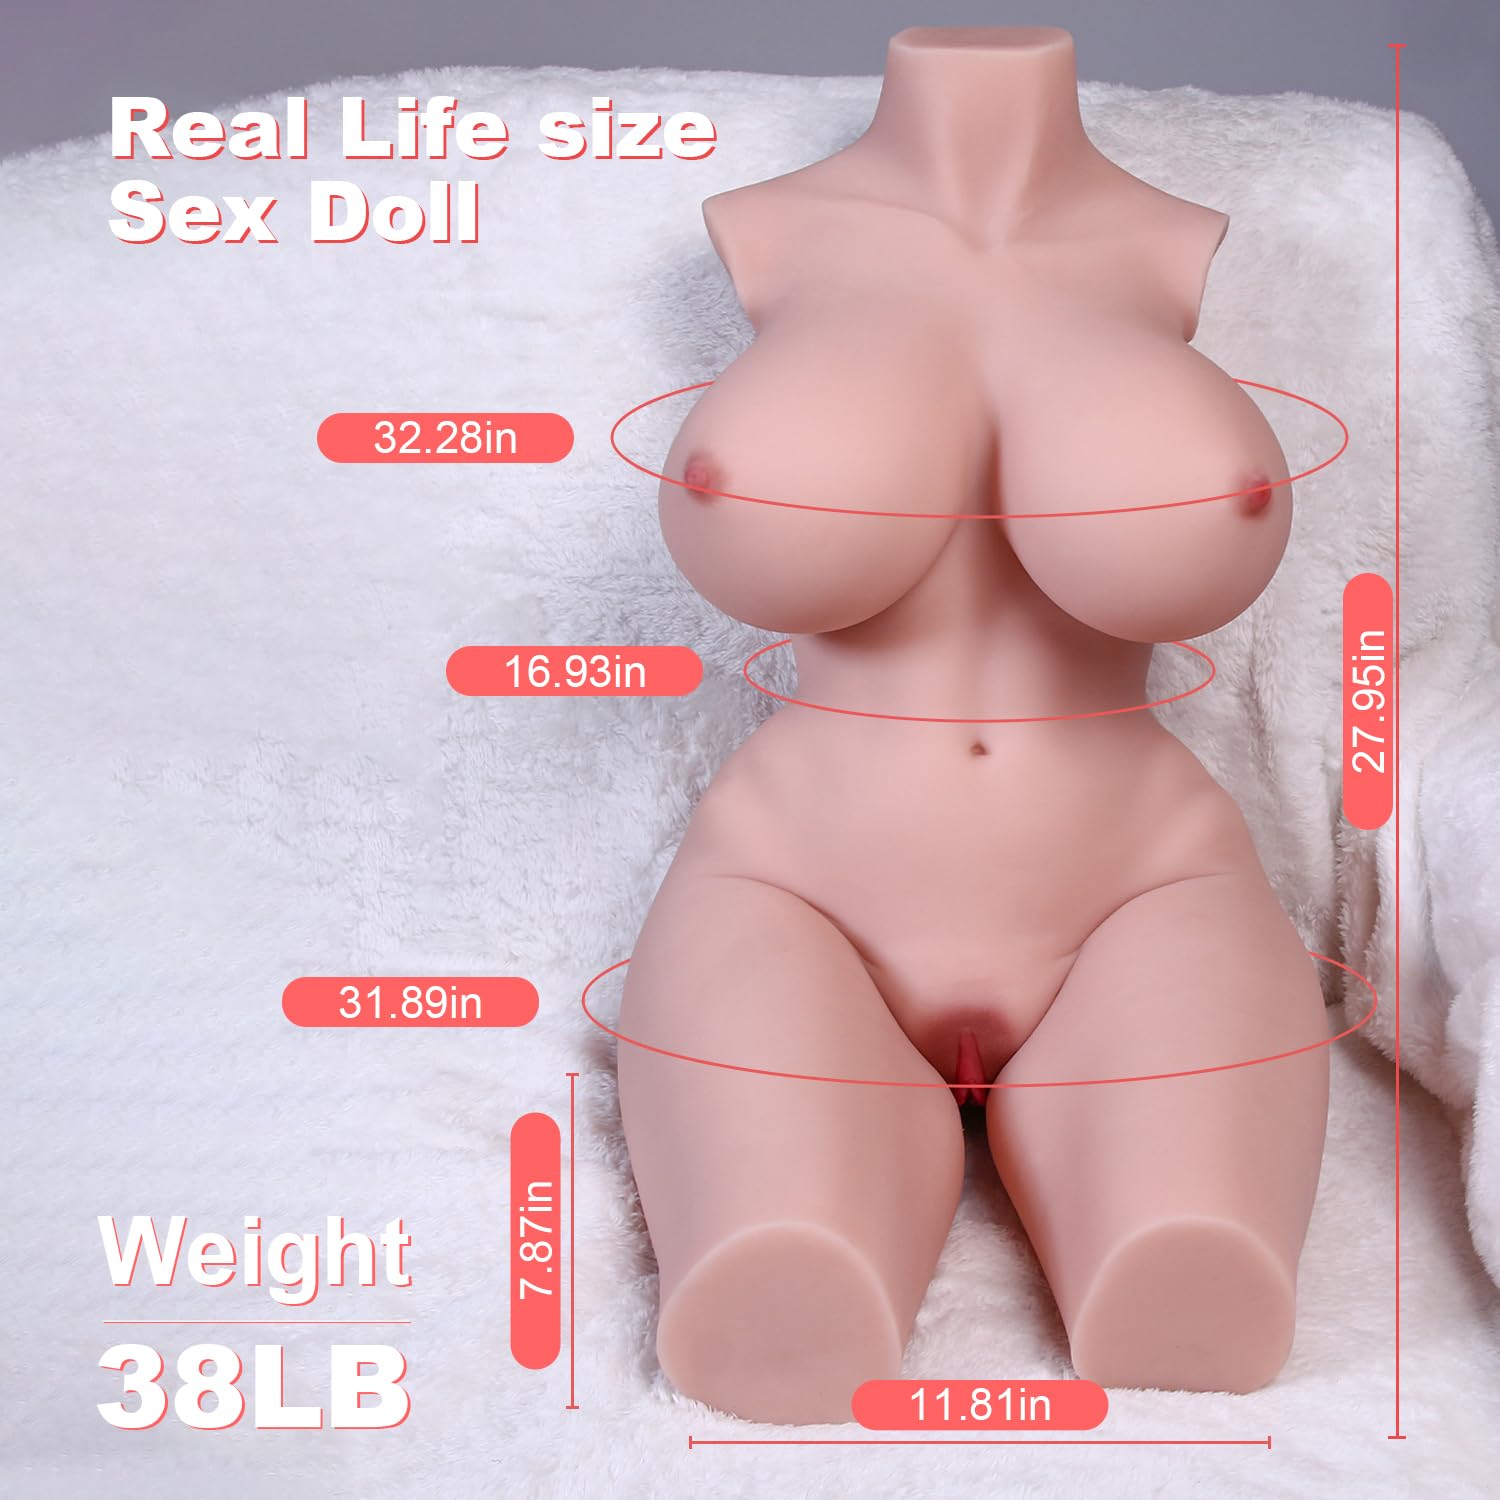 Real Life size
Sex Doll
32.28in
16.93in
27.95in
31.89in
7.87in
Weight
38LB
11.81in